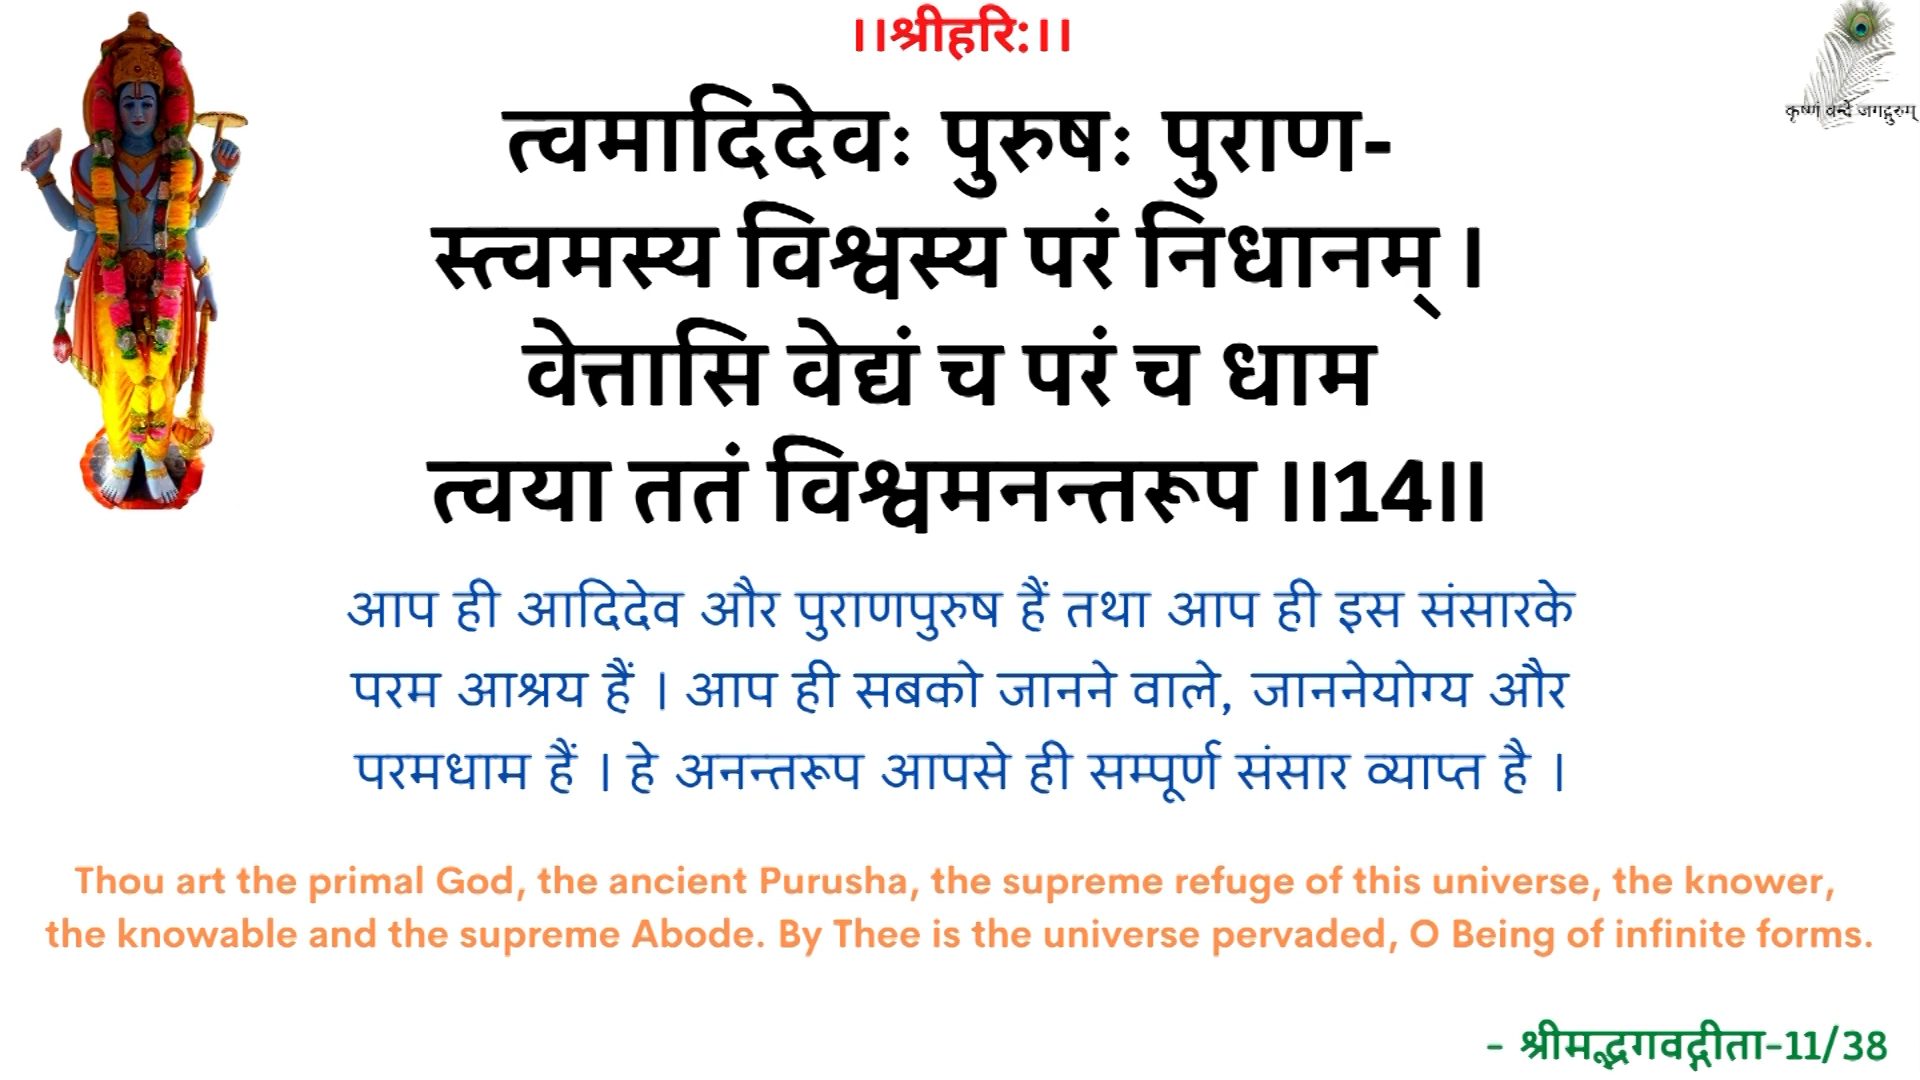 ।।श्रीहरि:।।
कृष्णं वन्दे जगद्गुरुम्
त्वमादिदेवः पुरुषः पुराण-
स्त्वमस्य विश्वस्य परं निधानम् ।
वेत्तासि वेद्यं च परं च धाम
त्वया ततं विश्वमनन्तरूप ।।14।।
आप ही आदिदेव और पुराणपुरुष हैं तथा आप ही इस संसारके
परम आश्रय हैं । आप ही सबको जानने वाले, जाननेयोग्य और
परमधाम हैं । हे अनन्तरूप आपसे ही सम्पूर्ण संसार व्याप्त है ।
Thou art the primal God, the ancient Purusha, the supreme refuge of this universe, the knower,
the knowable and the supreme Abode. By Thee is the universe pervaded, O Being of infinite forms.
- श्रीमद्भगवद्गीता-11/38